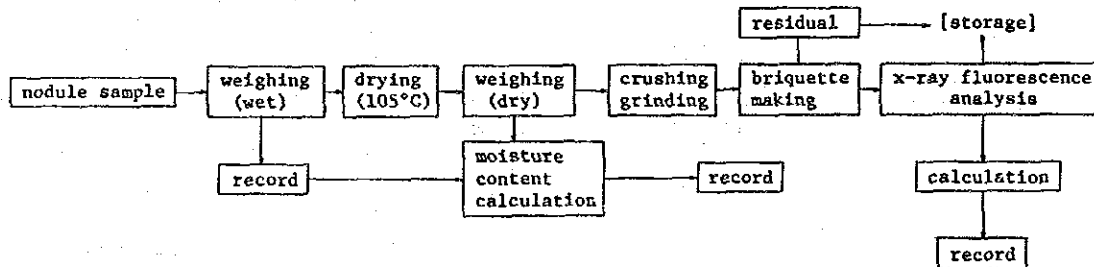 residual
[storage]
nodule sample
weighing
(wet)
drying
(105°C)
weighing
(dry)
crushing
grinding
briquette
making
x-ray fluorescence
analysis
record
moisture
content
calculation
record
calculation
record